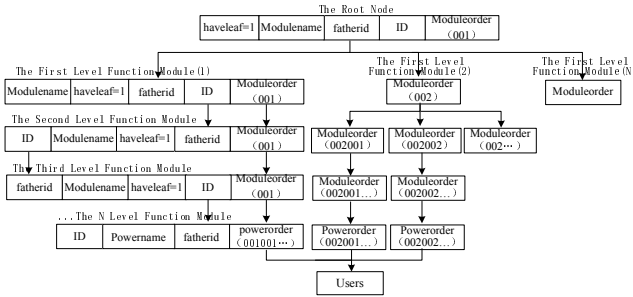 The Root Node
haveleaf=1 Modulename fatherid ID Moduleorder (001)
The First Level Function Module(1)
The First Level Function Module(2)
The First Level Function Module(N
Modulename haveleaf=1 fatherid ID Moduleorder (001)
Moduleorder (002)
Moduleorder
The Second Level Function Module
ID Modulename haveleaf=1 fatherid Moduleorder (001)
Moduleorder (002001)
Moduleorder (002002)
Moduleorder (002…)
The Third Level Function Module
fatherid Modulename haveleaf=1 ID Moduleorder (001)
Moduleorder (002001…)
Moduleorder (002002…)
...The N Level Function Module
ID Powername fatherid powerorder (001001…)
Powerorder (002001…)
Powerorder (002002…)
Users